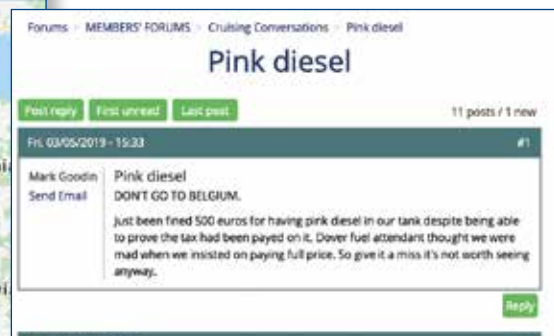 Forums MEMBERS' FORUMS Cruising Conversations Pink diesel
Pink diesel
Post reply First unread Last post 11 posts / 1 new
Fri, 03/05/2019 - 15:33 #1
Mark Goodin Pink diesel
Send Email DON'T GO TO BELGIUM.
Just been fined 500 euros for having pink diesel in our tank despite being able
to prove the tax had been payed on it. Dover fuel attendant thought we were
mad when we insisted on paying full price. So give it a miss it's not worth seeing
anyway.
Reply